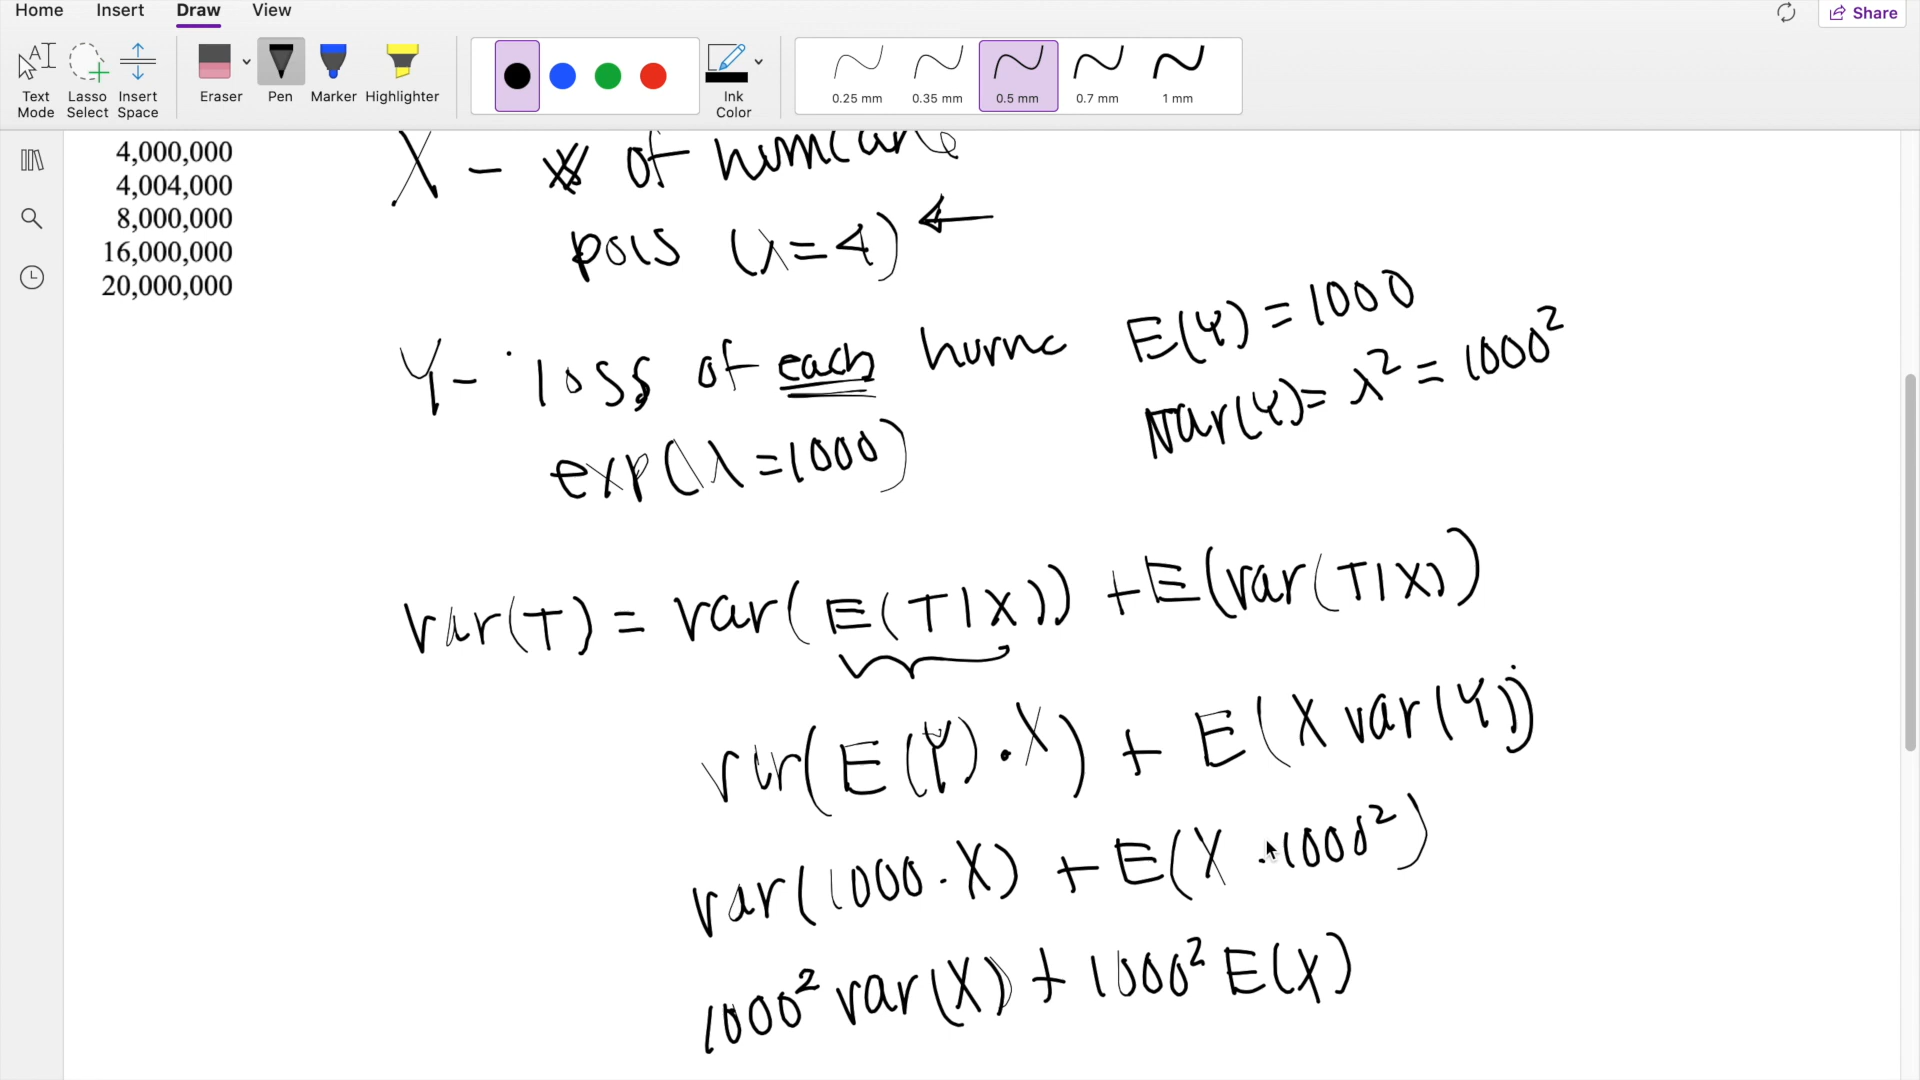 Home Insert Draw View Share
Text Mode
Lasso Select
Insert Space
Eraser
Pen
Marker
Highlighter
Ink Color
0.25 mm
0.35 mm
0.5 mm
0.7 mm
1 mm
4,000,000
4,004,000
8,000,000
16,000,000
20,000,000
X - # of hurricane
pois (λ=4)
Y - loss of each hurric
exp(λ=1000)
E(Y) = 1000
Var(Y) = λ² = 1000²
Var(T) = var(E(T|X)) + E(var(T|X))
var(E(Y)·X) + E(X var(Y))
var(1000·X) + E(X·1000²)
1000² var(X) + 1000² E(X)